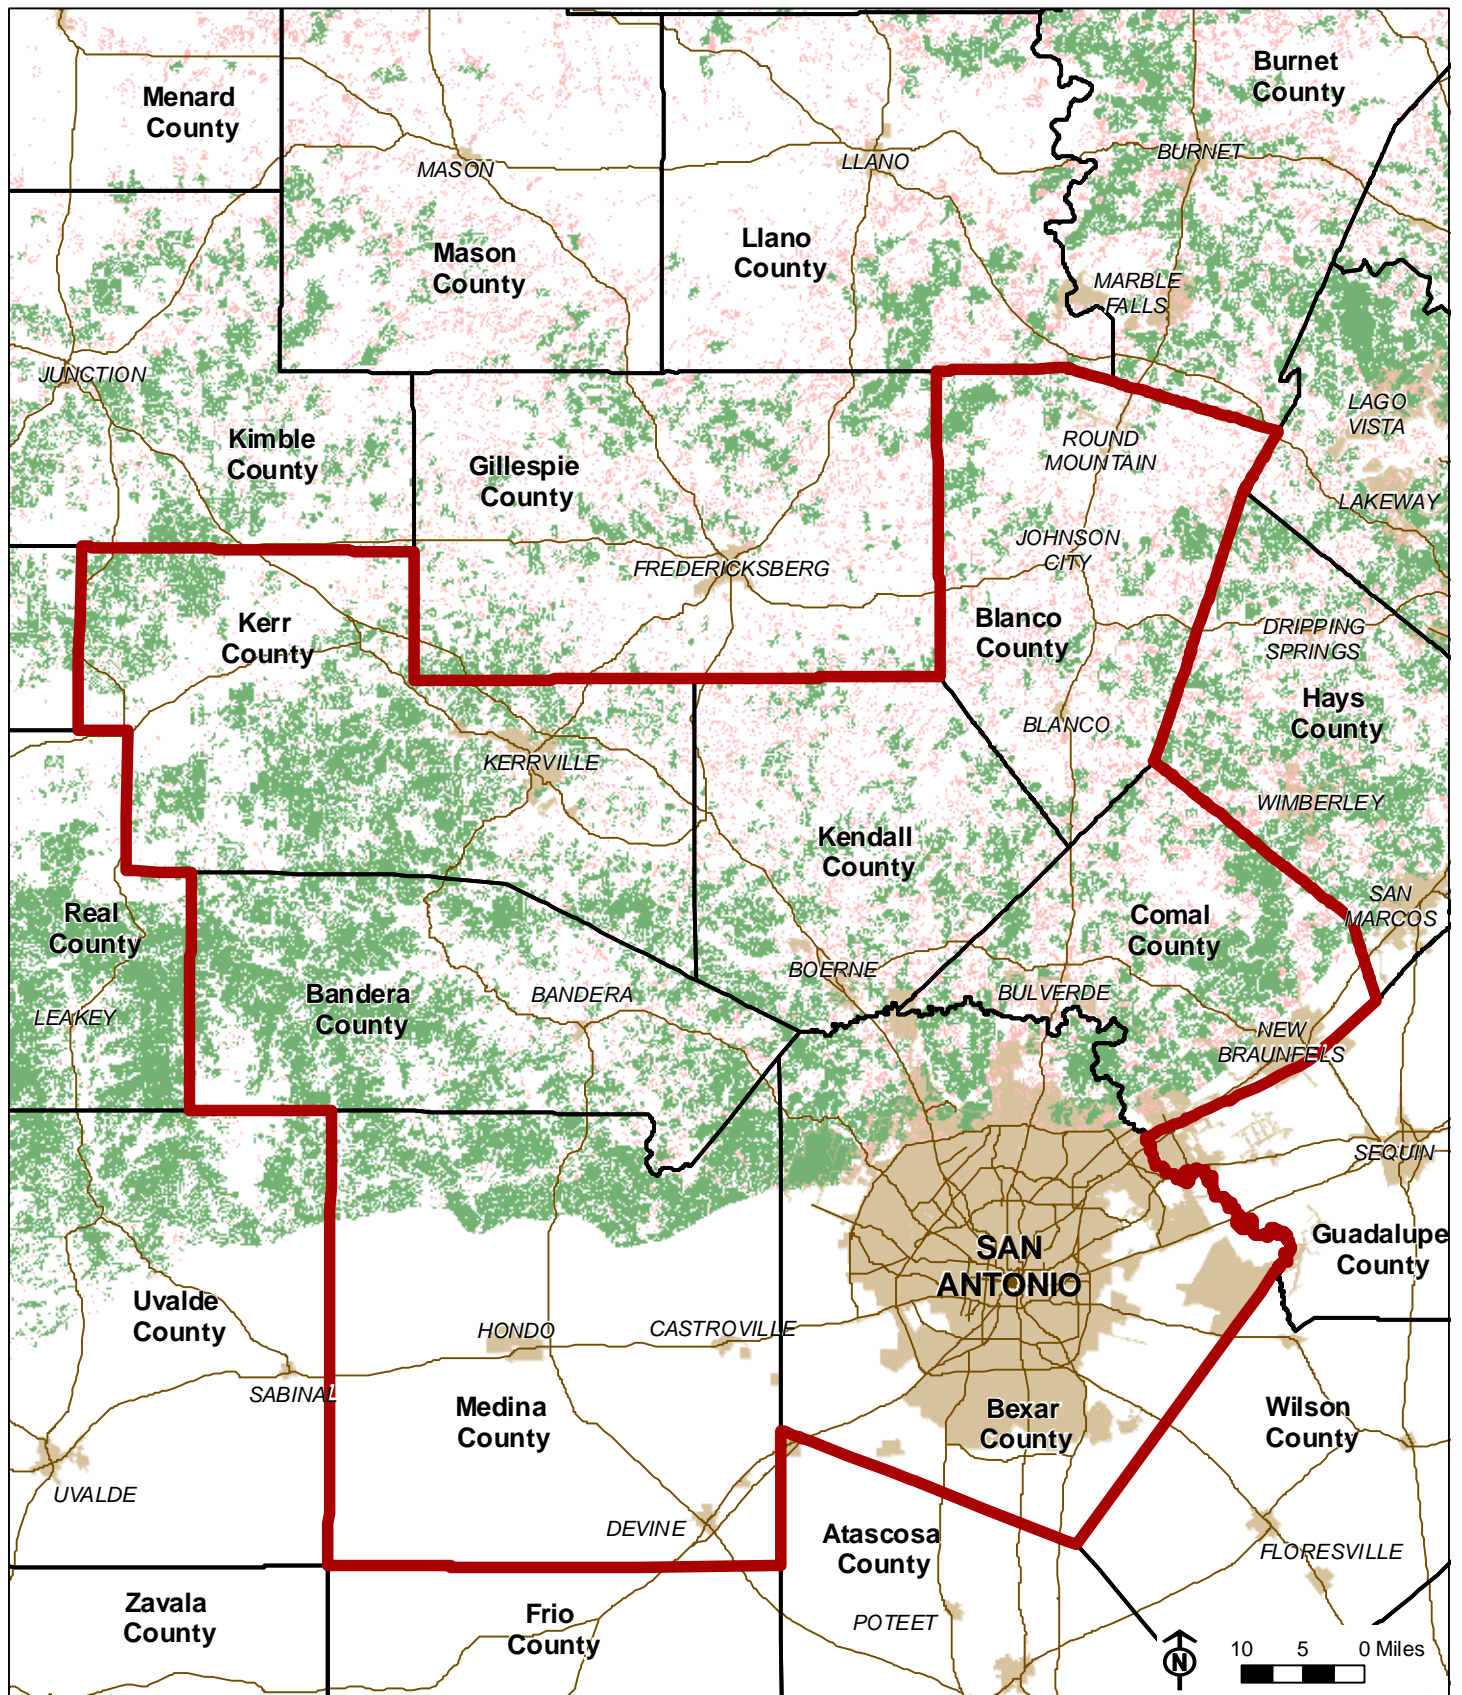 Burnet
County
Menard
County
MASON
LLANO
BURNET
Mason
County
Llano
County
MARBLE
FALLS
JUNCTION
LAGO
VISTA
Kimble
County
Gillespie
County
ROUND
MOUNTAIN
LAKEWAY
JOHNSON
CITY
FREDERICKSBERG
Kerr
County
Blanco
County
DRIPPING
SPRINGS
Hays
County
BLANCO
KERRVILLE
WIMBERLEY
Kendall
County
Real
County
SAN
MARCOS
Comal
County
BOERNE
BULVERDE
Bandera
County
BANDERA
LEAKEY
NEW
BRAUNFELS
SEQUIN
SAN
ANTONIO
Guadalupe
County
Uvalde
County
HONDO
CASTROVILLE
SABINAL
Medina
County
Bexar
County
Wilson
County
UVALDE
DEVINE
Atascosa
County
FLORESVILLE
Zavala
County
Frio
County
POTEET
N
10 5 0 Miles